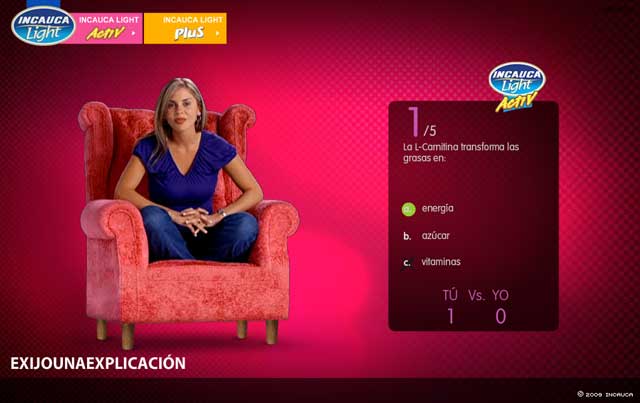 INCAUCA
Light
INCAUCA LIGHT
Activ
INCAUCA LIGHT
PLUS
INCAUCA
Light
ACTIV
1/5
La L-Carnitina transforma las
grasas en:
a. energía
b. azúcar
c. vitaminas
TÚ Vs. YO
1 0
EXIJOUNAEXPLICACIÓN
© 2009 INCAUCA